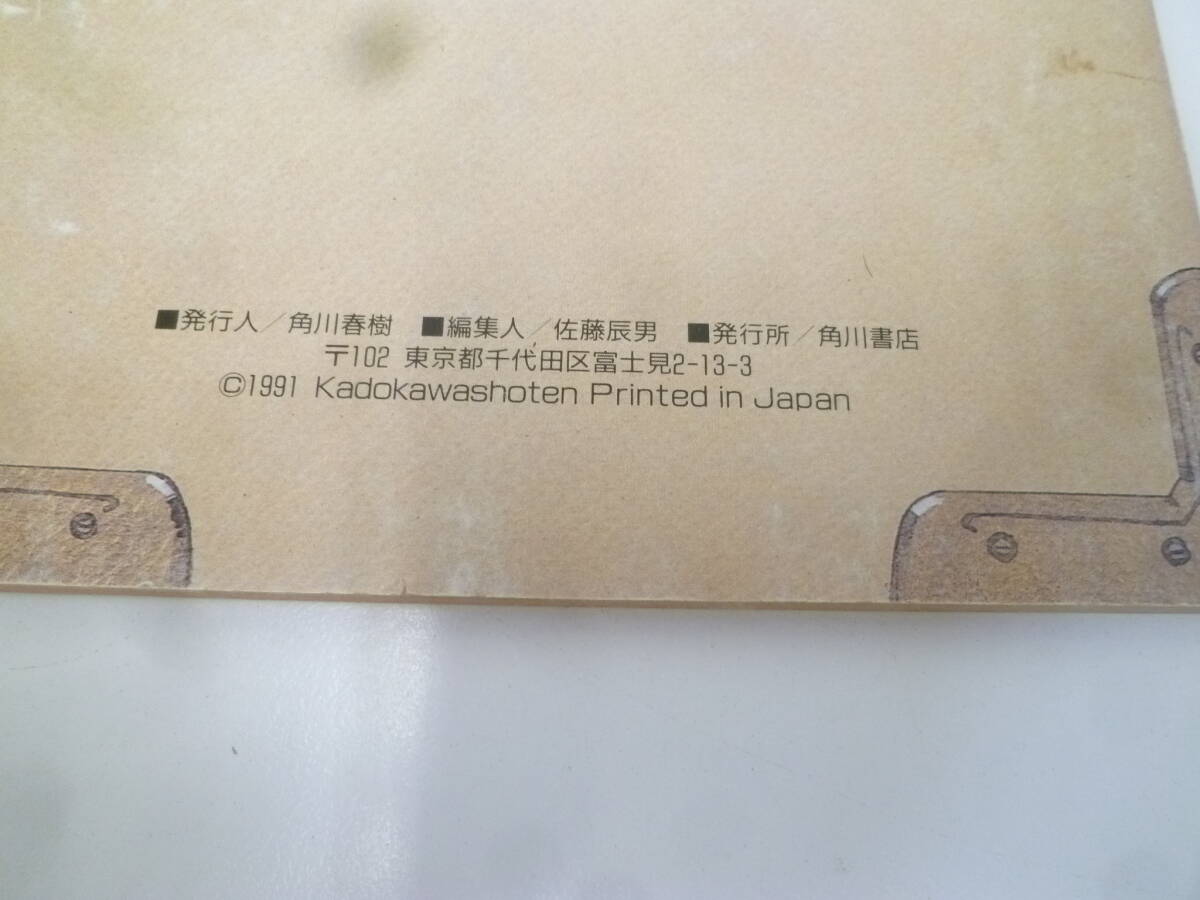 ■発行人／角川春樹　■編集人／佐藤辰男　■発行所／角川書店
〒102 東京都千代田区富士見2-13-3
©1991 Kadokawashoten Printed in Japan